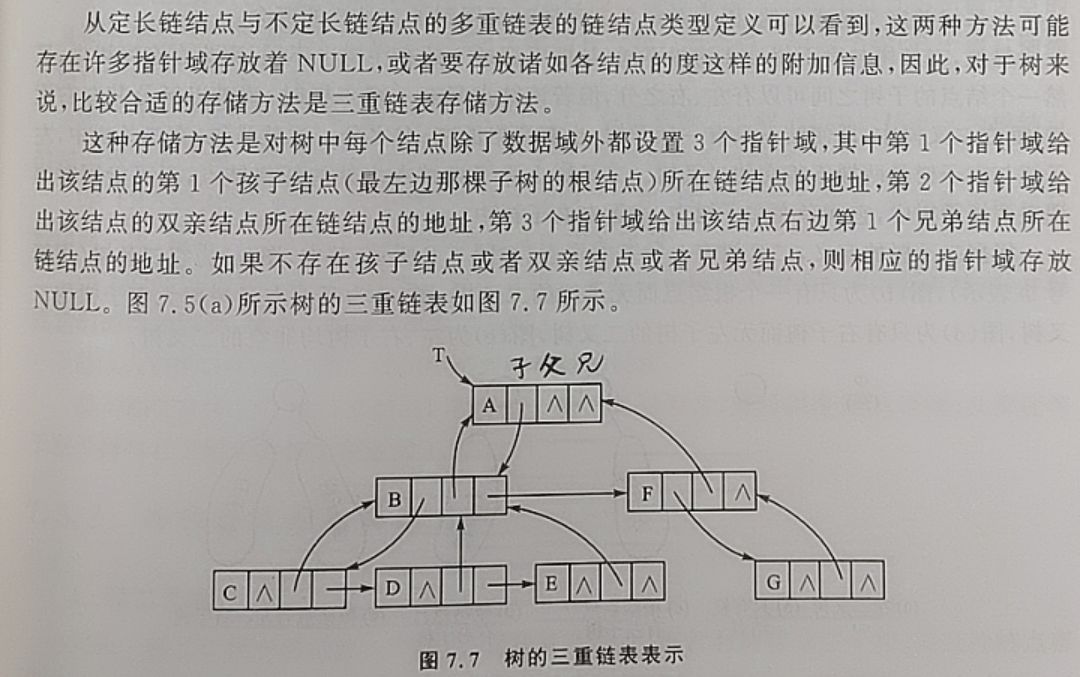 从定长链结点与不定长链结点的多重链表的链结点类型定义可以看到,这两种方法可能
存在许多指针域存放着 NULL,或者要存放诸如各结点的度这样的附加信息,因此,对于树来
说,比较合适的存储方法是三重链表存储方法。
这种存储方法是对树中每个结点除了数据域外都设置 3 个指针域,其中第 1 个指针域给
出该结点的第 1 个孩子结点(最左边那棵子树的根结点)所在链结点的地址,第 2 个指针域给
出该结点的双亲结点所在链结点的地址,第 3 个指针域给出该结点右边第 1 个兄弟结点所在
链结点的地址。如果不存在孩子结点或者双亲结点或者兄弟结点,则相应的指针域存放
NULL。图 7.5(a)所示树的三重链表如图 7.7 所示。
T 子 父 兄
A ∧ ∧
B F ∧
C ∧ D ∧ E ∧ ∧ G ∧ ∧
图 7.7 树的三重链表表示